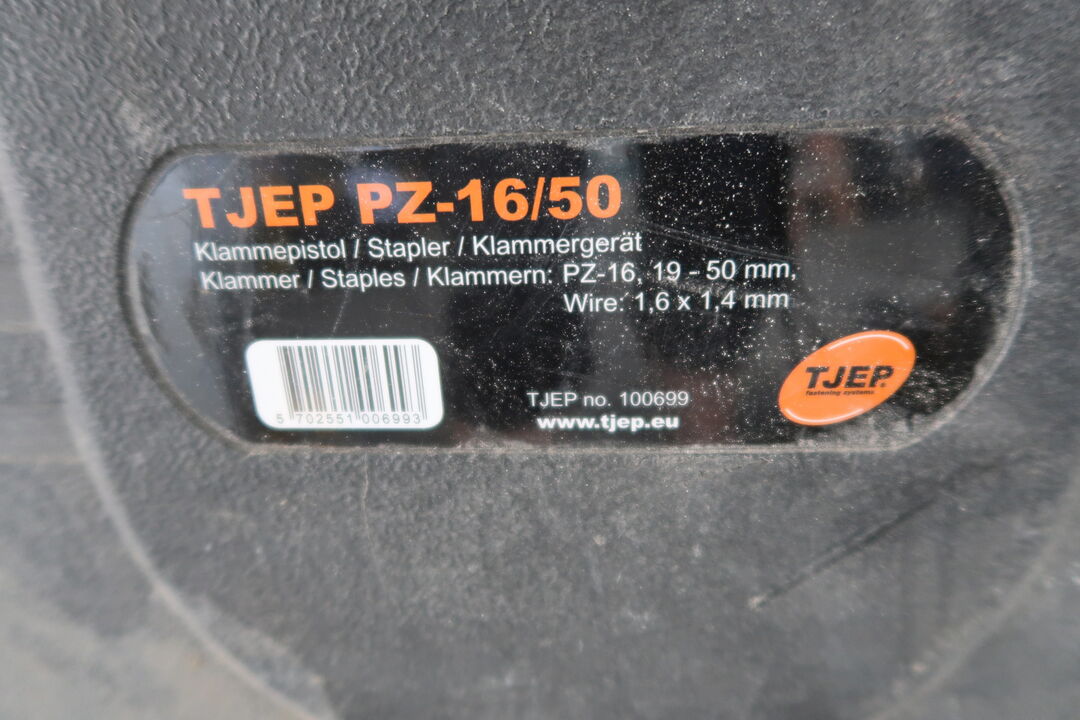 TJEP PZ-16/50
Klammepistol / Stapler / Klammergerät
Klammer / Staples / Klammern: PZ-16, 19 - 50 mm,
Wire: 1,6 x 1,4 mm
5 702551 006993
TJEP no. 100699
www.tjep.eu
TJEP®
fastening systems